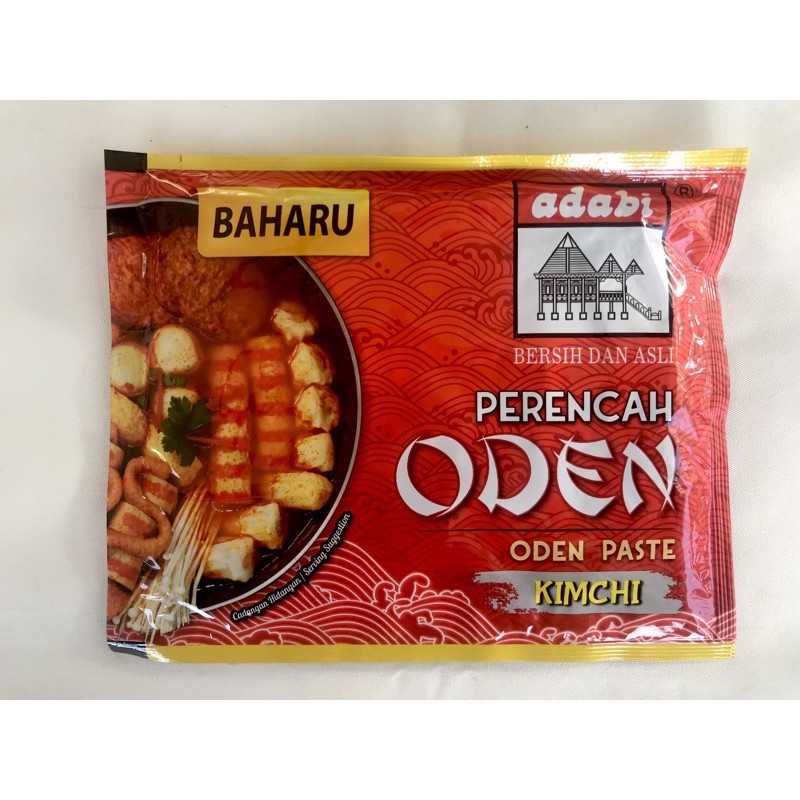 BAHARU
adabi ®
BERSIH DAN ASLI
PERENCAH
ODEN
ODEN PASTE
KIMCHI
Cadangan Hidangan / Serving Suggestion